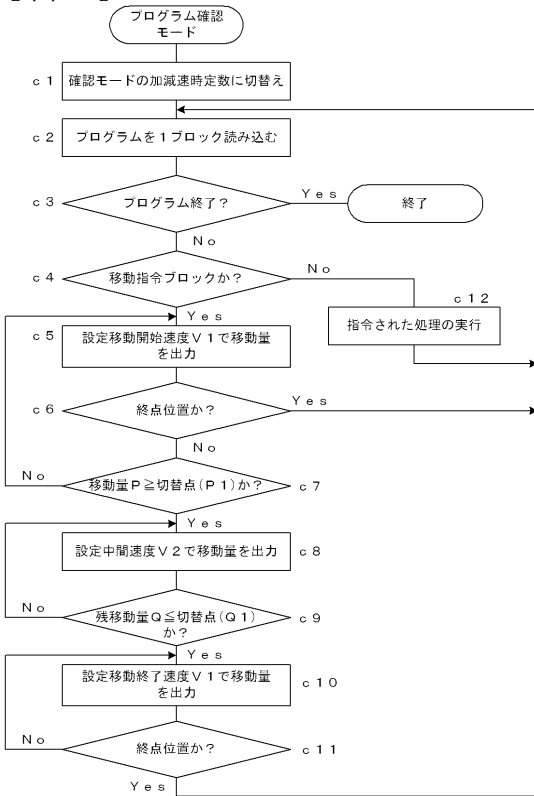 プログラム確認
モード
ｃ１
確認モードの加減速時定数に切替え
ｃ２
プログラムを１ブロック読み込む
ｃ３
プログラム終了？
Ｙｅｓ
終了
Ｎｏ
ｃ４
移動指令ブロックか？
Ｎｏ
Ｙｅｓ
ｃ１２
指令された処理の実行
ｃ５
設定移動開始速度Ｖ１で移動量
を出力
ｃ６
終点位置か？
Ｙｅｓ
Ｎｏ
Ｎｏ
移動量Ｐ≧切替点(Ｐ１)か？
ｃ７
Ｙｅｓ
設定中間速度Ｖ２で移動量を出力
ｃ８
Ｎｏ
残移動量Ｑ≦切替点(Ｑ１)
か？
ｃ９
Ｙｅｓ
設定移動終了速度Ｖ１で移動量
を出力
ｃ１０
Ｎｏ
終点位置か？
ｃ１１
Ｙｅｓ